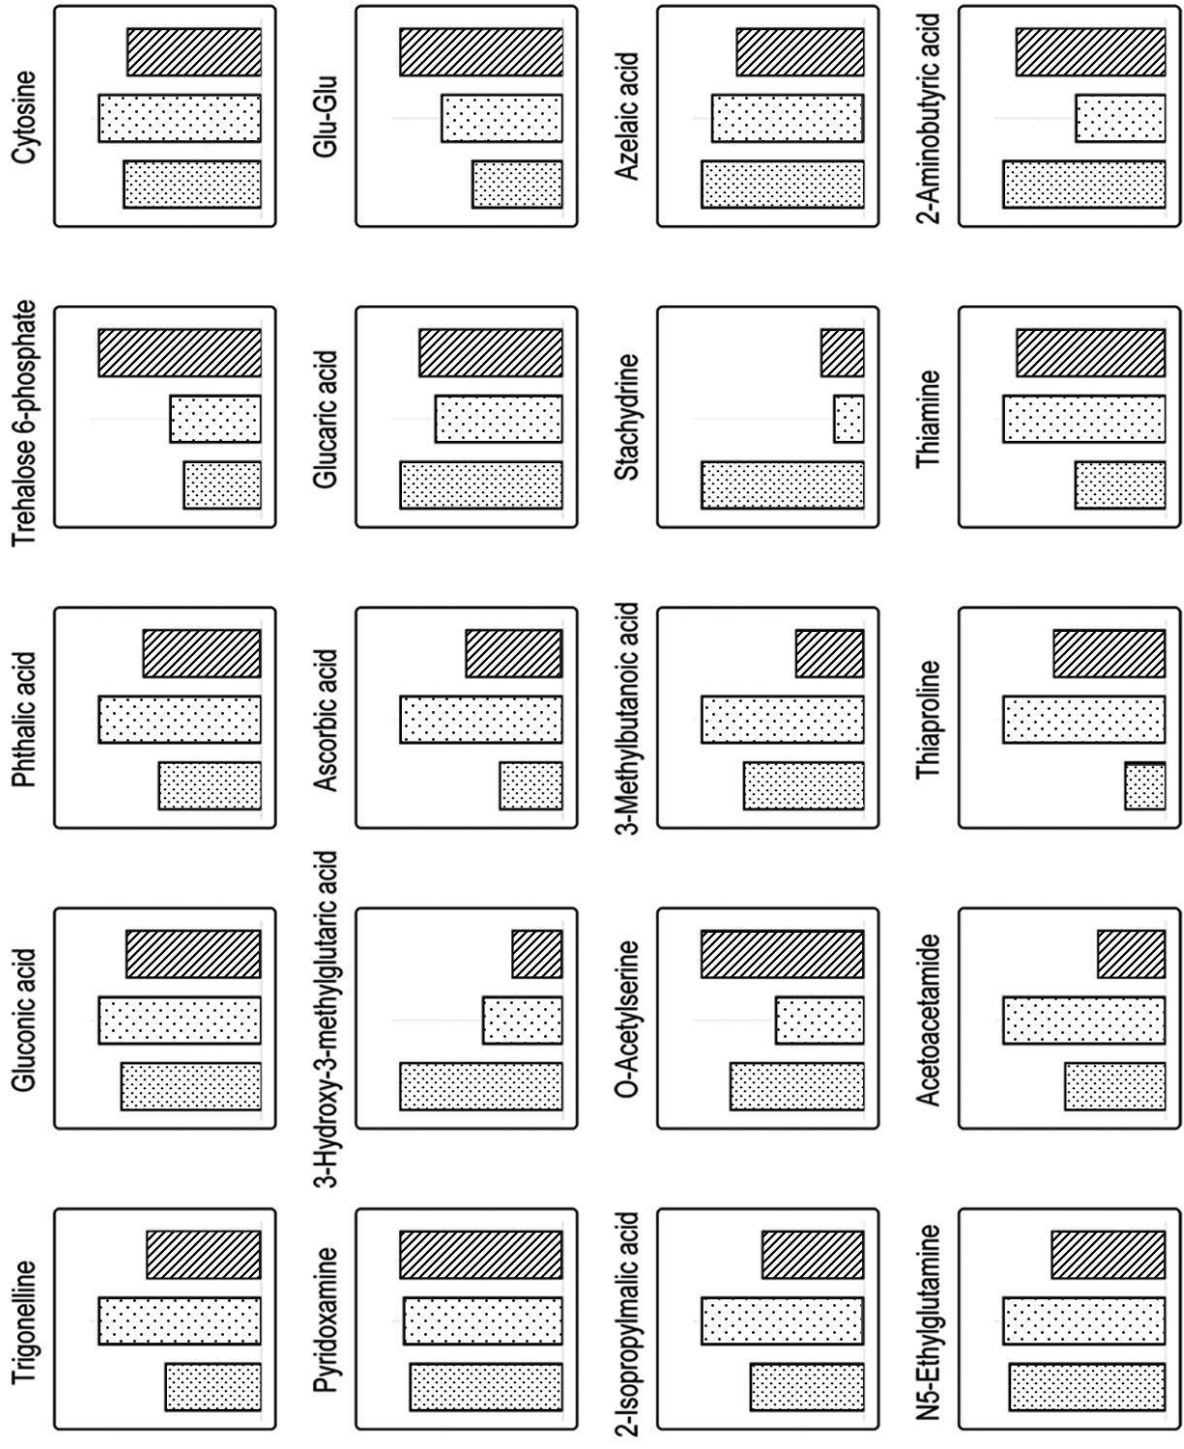 Trigonelline
Gluconic acid
Phthalic acid
Trehalose 6-phosphate
Cytosine
Pyridoxamine
3-Hydroxy-3-methylglutaric acid
Ascorbic acid
Glucaric acid
Glu-Glu
2-Isopropylmalic acid
O-Acetylserine
3-Methylbutanoic acid
Stachydrine
Azelaic acid
N5-Ethylglutamine
Acetoacetamide
Thiaproline
Thiamine
2-Aminobutyric acid